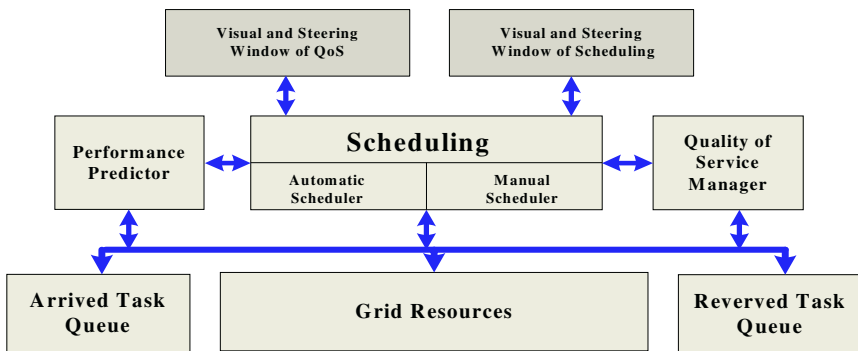 Visual and Steering
Window of QoS
Visual and Steering
Window of Scheduling
Performance
Predictor
Scheduling
Automatic
Scheduler
Manual
Scheduler
Quality of
Service
Manager
Arrived Task
Queue
Grid Resources
Reverved Task
Queue